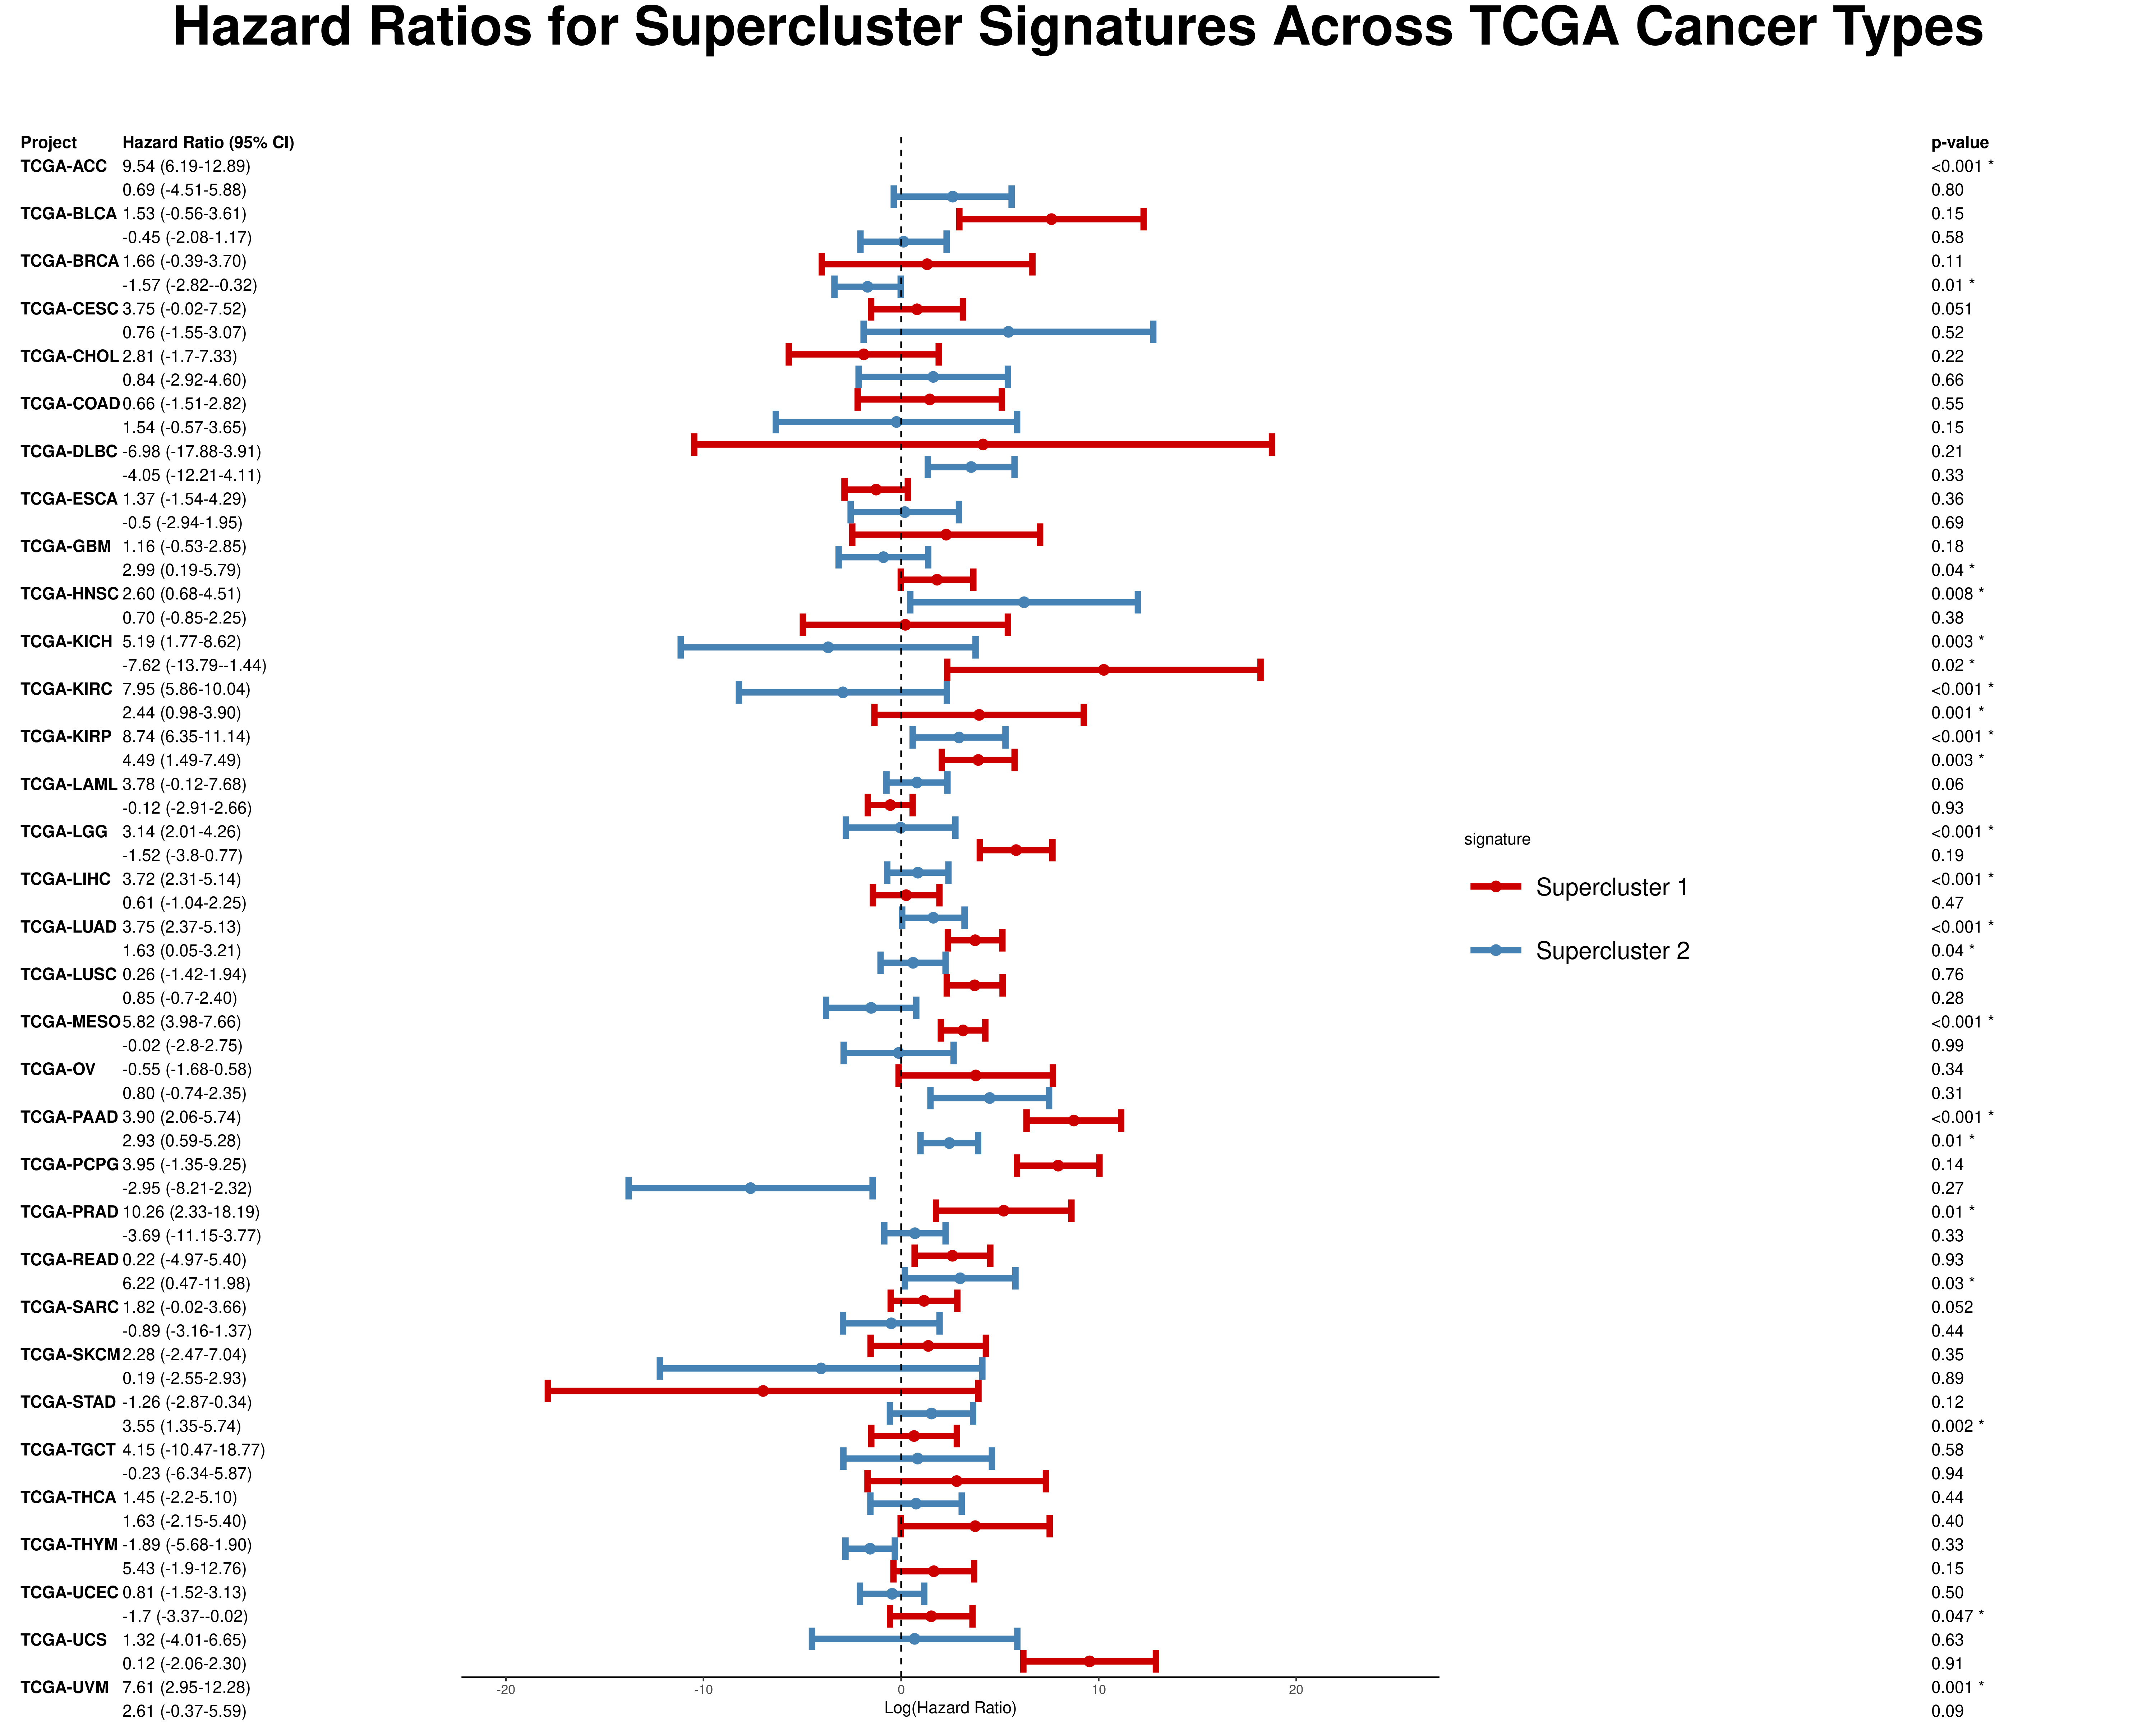 Hazard Ratios for Supercluster Signatures Across TCGA Cancer Types
Project Hazard Ratio (95% CI) p-value
TCGA-ACC 9.54 (6.19-12.89) <0.001 *
0.69 (-4.51-5.88) 0.80
TCGA-BLCA 1.53 (-0.56-3.61) 0.15
-0.45 (-2.08-1.17) 0.58
TCGA-BRCA 1.66 (-0.39-3.70) 0.11
-1.57 (-2.82--0.32) 0.01 *
TCGA-CESC 3.75 (-0.02-7.52) 0.051
0.76 (-1.55-3.07) 0.52
TCGA-CHOL 2.81 (-1.7-7.33) 0.22
0.84 (-2.92-4.60) 0.66
TCGA-COAD 0.66 (-1.51-2.82) 0.55
1.54 (-0.57-3.65) 0.15
TCGA-DLBC -6.98 (-17.88-3.91) 0.21
-4.05 (-12.21-4.11) 0.33
TCGA-ESCA 1.37 (-1.54-4.29) 0.36
-0.5 (-2.94-1.95) 0.69
TCGA-GBM 1.16 (-0.53-2.85) 0.18
2.99 (0.19-5.79) 0.04 *
TCGA-HNSC 2.60 (0.68-4.51) 0.008 *
0.70 (-0.85-2.25) 0.38
TCGA-KICH 5.19 (1.77-8.62) 0.003 *
-7.62 (-13.79--1.44) 0.02 *
TCGA-KIRC 7.95 (5.86-10.04) <0.001 *
2.44 (0.98-3.90) 0.001 *
TCGA-KIRP 8.74 (6.35-11.14) <0.001 *
4.49 (1.49-7.49) 0.003 *
TCGA-LAML 3.78 (-0.12-7.68) 0.06
-0.12 (-2.91-2.66) 0.93
TCGA-LGG 3.14 (2.01-4.26) <0.001 *
-1.52 (-3.8-0.77) 0.19
TCGA-LIHC 3.72 (2.31-5.14) <0.001 *
0.61 (-1.04-2.25) 0.47
TCGA-LUAD 3.75 (2.37-5.13) <0.001 *
1.63 (0.05-3.21) 0.04 *
TCGA-LUSC 0.26 (-1.42-1.94) 0.76
0.85 (-0.7-2.40) 0.28
TCGA-MESO 5.82 (3.98-7.66) <0.001 *
-0.02 (-2.8-2.75) 0.99
TCGA-OV -0.55 (-1.68-0.58) 0.34
0.80 (-0.74-2.35) 0.31
TCGA-PAAD 3.90 (2.06-5.74) <0.001 *
2.93 (0.59-5.28) 0.01 *
TCGA-PCPG 3.95 (-1.35-9.25) 0.14
-2.95 (-8.21-2.32) 0.27
TCGA-PRAD 10.26 (2.33-18.19) 0.01 *
-3.69 (-11.15-3.77) 0.33
TCGA-READ 0.22 (-4.97-5.40) 0.93
6.22 (0.47-11.98) 0.03 *
TCGA-SARC 1.82 (-0.02-3.66) 0.052
-0.89 (-3.16-1.37) 0.44
TCGA-SKCM 2.28 (-2.47-7.04) 0.35
0.19 (-2.55-2.93) 0.89
TCGA-STAD -1.26 (-2.87-0.34) 0.12
3.55 (1.35-5.74) 0.002 *
TCGA-TGCT 4.15 (-10.47-18.77) 0.58
-0.23 (-6.34-5.87) 0.94
TCGA-THCA 1.45 (-2.2-5.10) 0.44
1.63 (-2.15-5.40) 0.40
TCGA-THYM -1.89 (-5.68-1.90) 0.33
5.43 (-1.9-12.76) 0.15
TCGA-UCEC 0.81 (-1.52-3.13) 0.50
-1.7 (-3.37--0.02) 0.047 *
TCGA-UCS 1.32 (-4.01-6.65) 0.63
0.12 (-2.06-2.30) 0.91
TCGA-UVM 7.61 (2.95-12.28) 0.001 *
2.61 (-0.37-5.59) 0.09
-20 -10 0 10 20
Log(Hazard Ratio)
signature
Supercluster 1
Supercluster 2